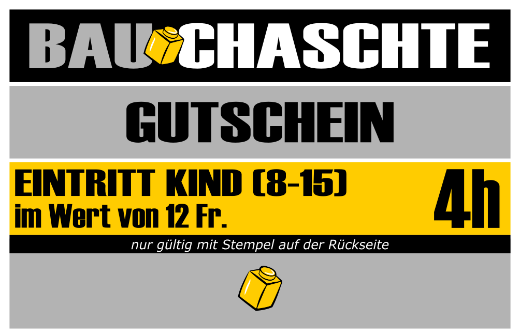 BAUCHASCHTE
GUTSCHEIN
EINTRITT KIND (8-15)
im Wert von 12 Fr.
4h
nur gültig mit Stempel auf der Rückseite